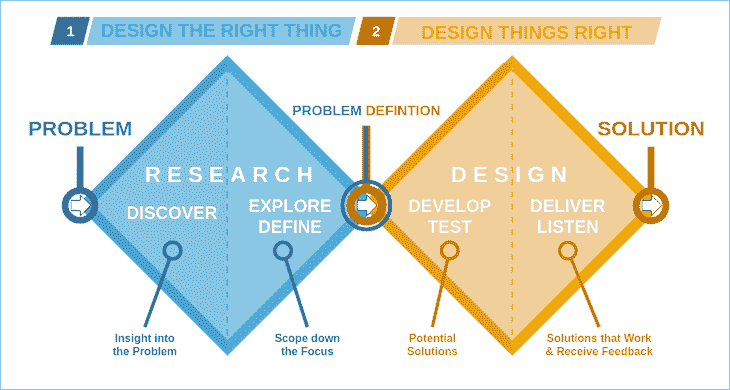 1 DESIGN THE RIGHT THING
2 DESIGN THINGS RIGHT
PROBLEM
PROBLEM DEFINTION
SOLUTION
RESEARCH
DESIGN
DISCOVER
EXPLORE
DEFINE
DEVELOP
TEST
DELIVER
LISTEN
Insight into
the Problem
Scope down
the Focus
Potential
Solutions
Solutions that Work
& Receive Feedback